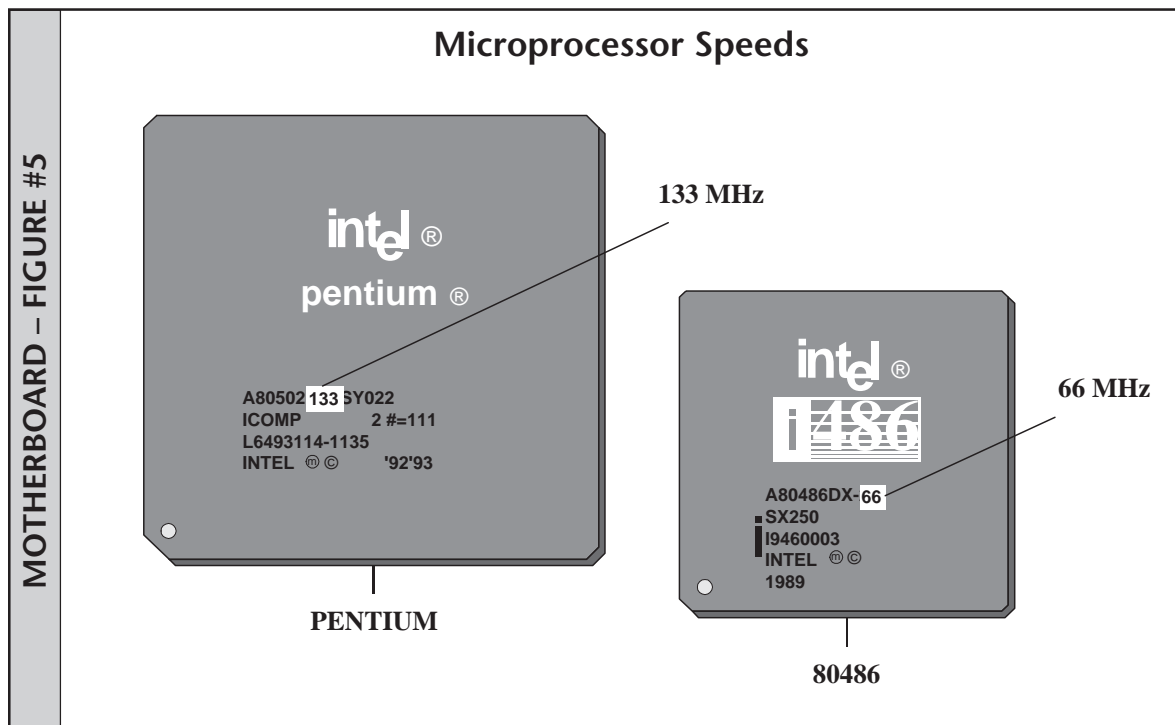 MOTHERBOARD – FIGURE #5
Microprocessor Speeds
133 MHz
intel ®
pentium ®
A80502 133 SY022
ICOMP 2 #=111
L6493114-1135
INTEL ⓜ © '92'93
PENTIUM
66 MHz
intel ®
i486
A80486DX-66
SX250
I9460003
INTEL ⓜ ©
1989
80486